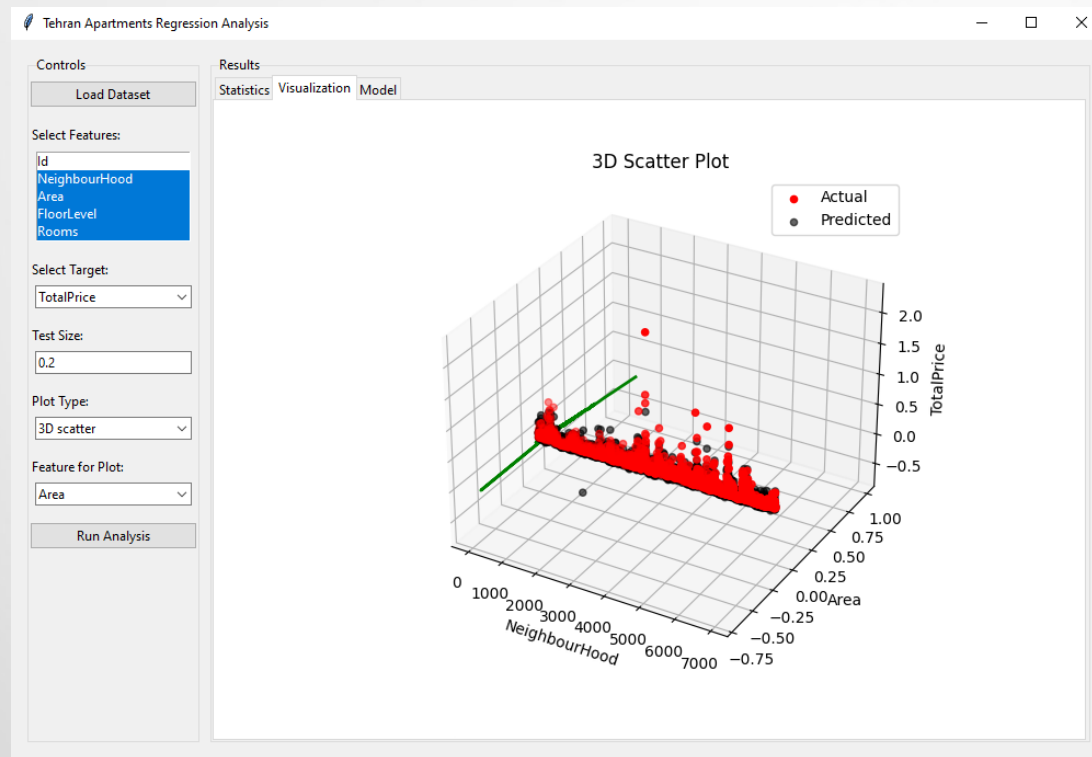 Tehran Apartments Regression Analysis
Controls
Load Dataset
Select Features:
Id
NeighbourHood
Area
FloorLevel
Rooms
Select Target:
TotalPrice
Test Size:
0.2
Plot Type:
3D scatter
Feature for Plot:
Area
Run Analysis
Results
Statistics Visualization Model
3D Scatter Plot
Actual
Predicted
2.0
1.5
1.0
0.5
0.0
−0.5
TotalPrice
1.00
0.75
0.50
0.25
0.00
−0.25
−0.50
−0.75
Area
0
1000
2000
3000
4000
5000
6000
7000
NeighbourHood